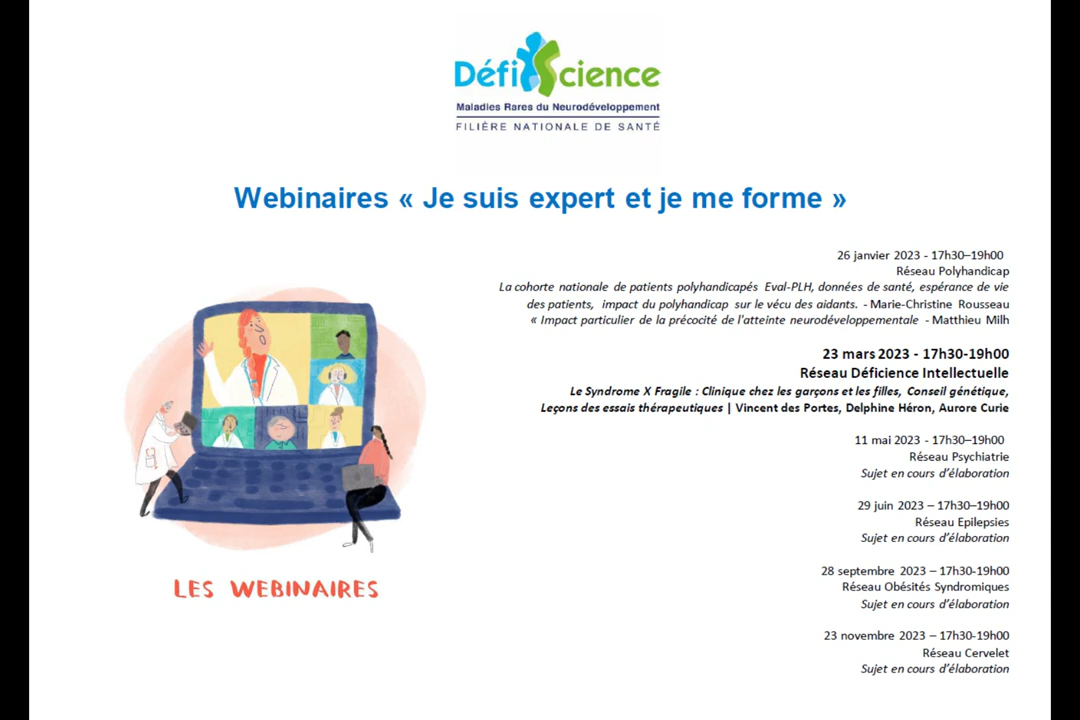 DéfiScience
Maladies Rares du Neurodéveloppement
FILIÈRE NATIONALE DE SANTÉ
Webinaires « Je suis expert et je me forme »
26 janvier 2023 - 17h30–19h00
Réseau Polyhandicap
La cohorte nationale de patients polyhandicapés Eval-PLH, données de santé, espérance de vie
des patients, impact du polyhandicap sur le vécu des aidants. - Marie-Christine Rousseau
« Impact particulier de la précocité de l'atteinte neurodéveloppementale - Matthieu Milh
23 mars 2023 - 17h30-19h00
Réseau Déficience Intellectuelle
Le Syndrome X Fragile : Clinique chez les garçons et les filles, Conseil génétique,
Leçons des essais thérapeutiques | Vincent des Portes, Delphine Héron, Aurore Curie
11 mai 2023 - 17h30–19h00
Réseau Psychiatrie
Sujet en cours d'élaboration
29 juin 2023 – 17h30–19h00
Réseau Epilepsies
Sujet en cours d'élaboration
28 septembre 2023 – 17h30-19h00
Réseau Obésités Syndromiques
Sujet en cours d'élaboration
23 novembre 2023 – 17h30-19h00
Réseau Cervelet
Sujet en cours d'élaboration
LES WEBINAIRES